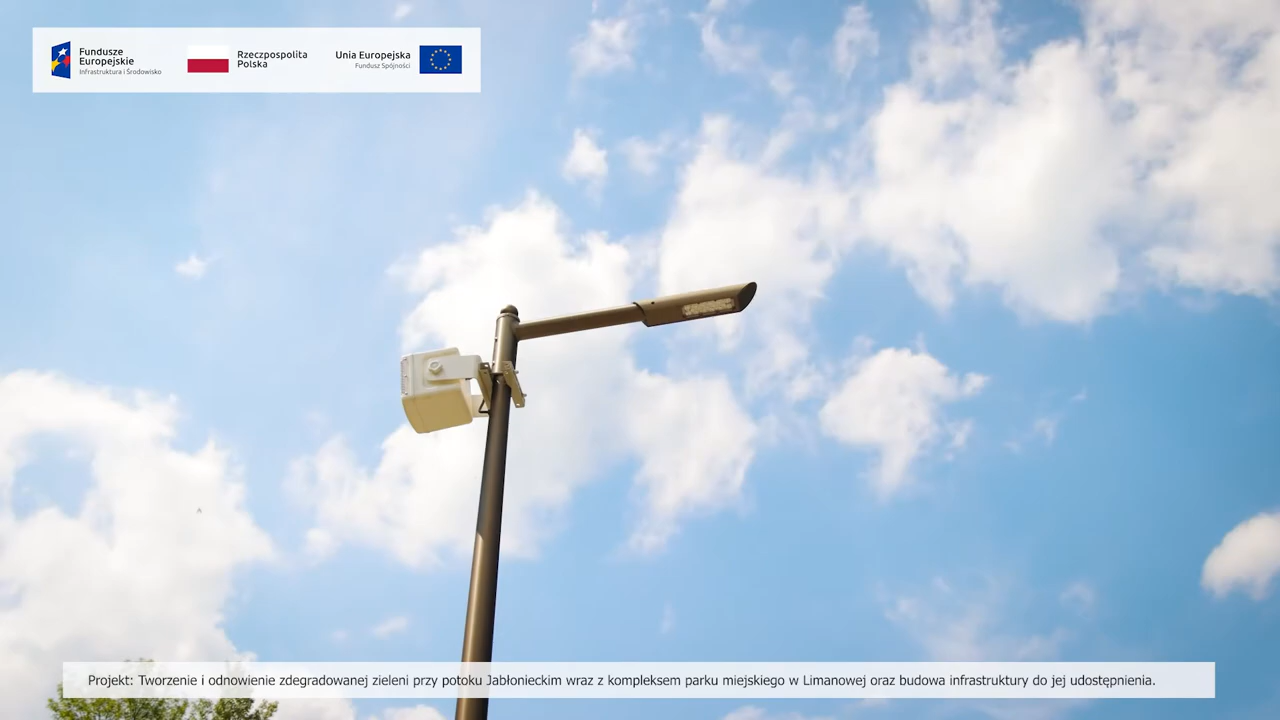 Fundusze
Europejskie
Infrastruktura i Środowisko
Rzeczpospolita
Polska
Unia Europejska
Fundusz Spójności
Projekt: Tworzenie i odnowienie zdegradowanej zieleni przy potoku Jabłonieckim wraz z kompleksem parku miejskiego w Limanowej oraz budowa infrastruktury do jej udostępnienia.